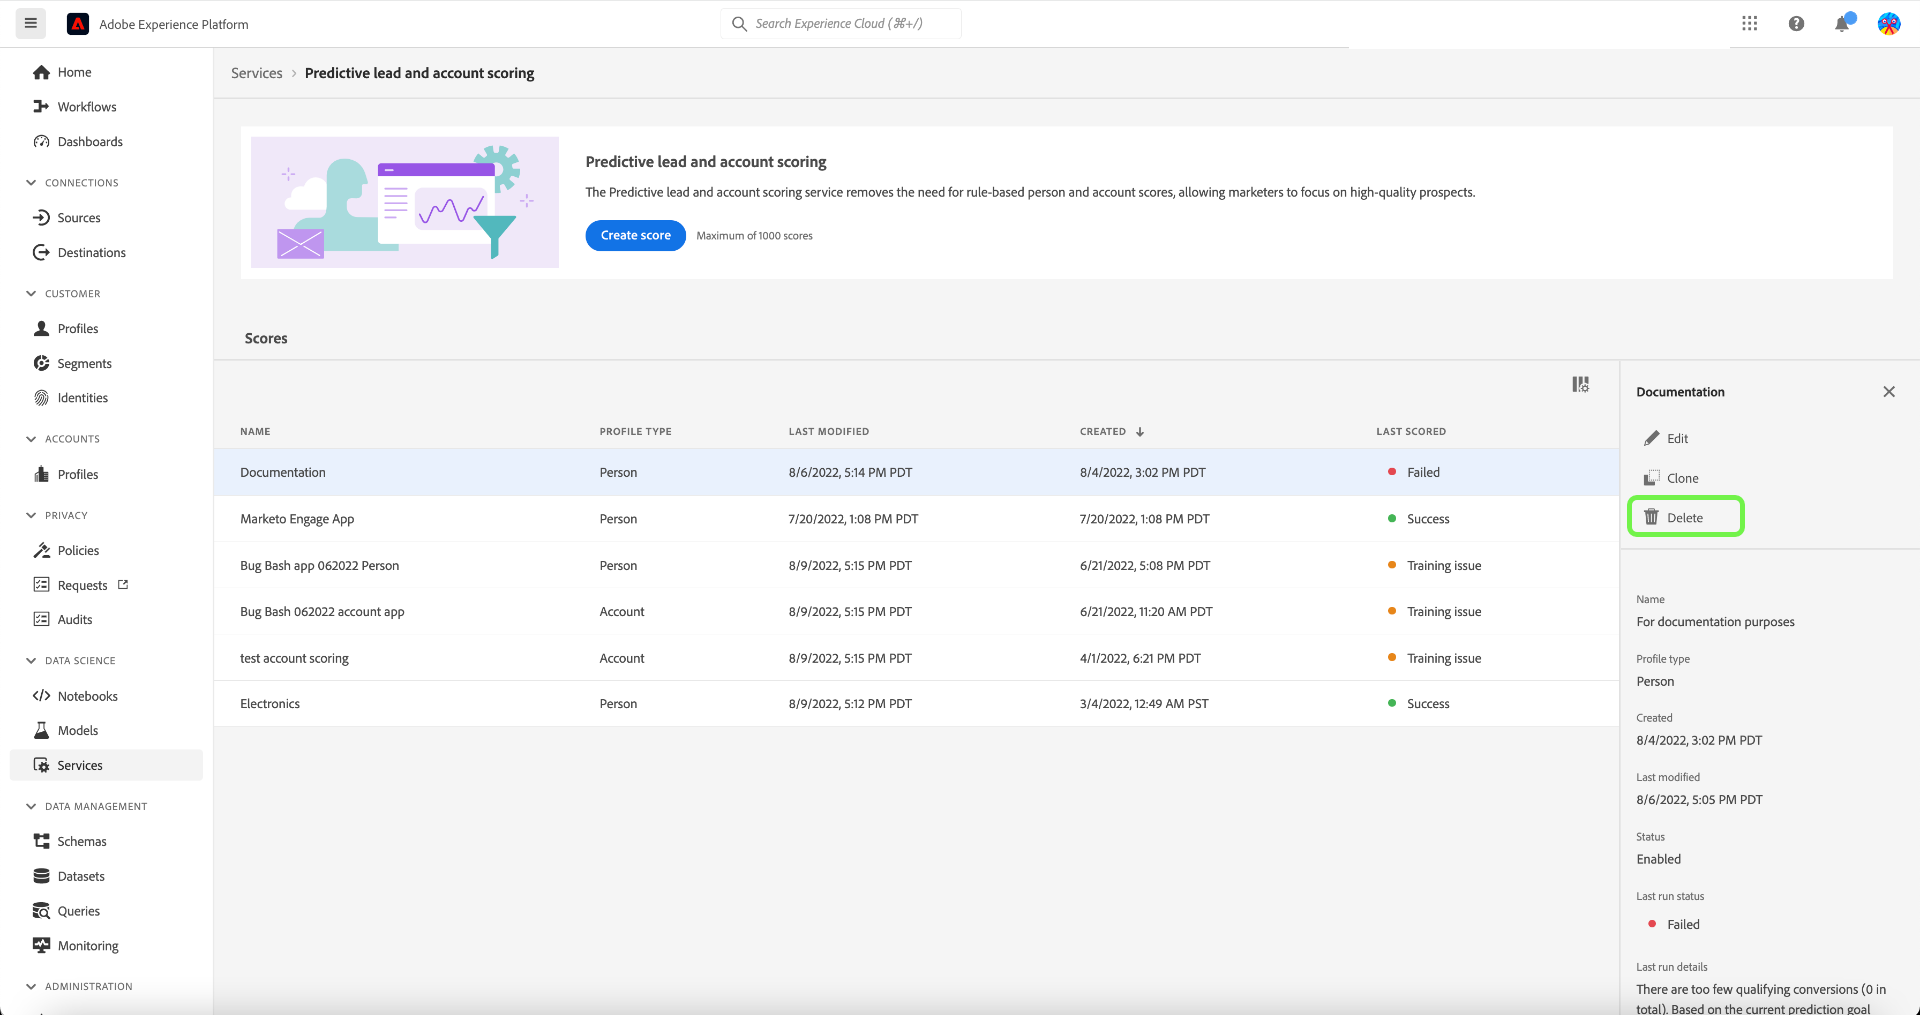 Adobe Experience Platform
Search Experience Cloud (⌘+/)
Home
Workflows
Dashboards
CONNECTIONS
Sources
Destinations
CUSTOMER
Profiles
Segments
Identities
ACCOUNTS
Profiles
PRIVACY
Policies
Requests
Audits
DATA SCIENCE
Notebooks
Models
Services
DATA MANAGEMENT
Schemas
Datasets
Queries
Monitoring
ADMINISTRATION
Services › Predictive lead and account scoring
Predictive lead and account scoring
The Predictive lead and account scoring service removes the need for rule-based person and account scores, allowing marketers to focus on high-quality prospects.
Create score Maximum of 1000 scores
Scores
NAME PROFILE TYPE LAST MODIFIED CREATED ↓ LAST SCORED
Documentation Person 8/6/2022, 5:14 PM PDT 8/4/2022, 3:02 PM PDT Failed
Marketo Engage App Person 7/20/2022, 1:08 PM PDT 7/20/2022, 1:08 PM PDT Success
Bug Bash app 062022 Person Person 8/9/2022, 5:15 PM PDT 6/21/2022, 5:08 PM PDT Training issue
Bug Bash 062022 account app Account 8/9/2022, 5:15 PM PDT 6/21/2022, 11:20 AM PDT Training issue
test account scoring Account 8/9/2022, 5:15 PM PDT 4/1/2022, 6:21 PM PDT Training issue
Electronics Person 8/9/2022, 5:12 PM PDT 3/4/2022, 12:49 AM PST Success
Documentation
Edit
Clone
Delete
Name
For documentation purposes
Profile type
Person
Created
8/4/2022, 3:02 PM PDT
Last modified
8/6/2022, 5:05 PM PDT
Status
Enabled
Last run status
Failed
Last run details
There are too few qualifying conversions (0 in
total). Based on the current prediction goal